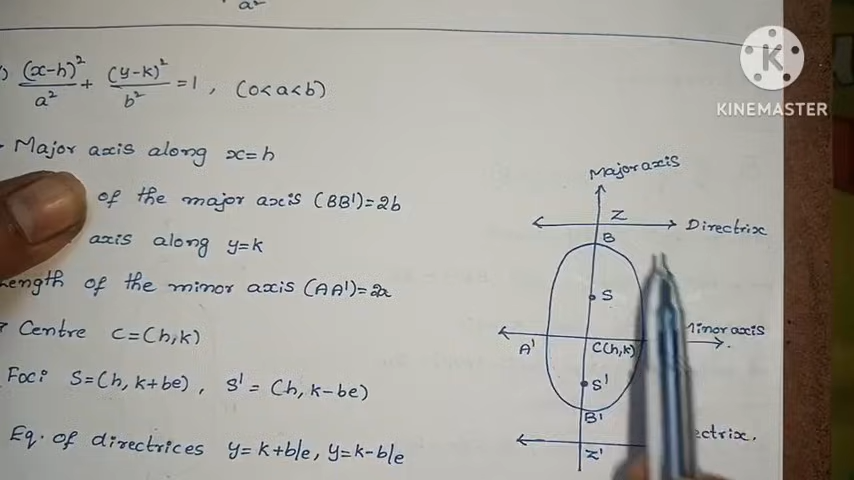 a²
(x-h)²/a² + (y-k)²/b² = 1 , (0<a<b)
Major axis along x=h
of the major axis (BB')=2b
axis along y=k
Length of the minor axis (AA')=2a
Centre C=(h,k)
Foci S=(h, k+be) , S' = (h, k-be)
Eq. of directrices y=k+b/e, y=k-b/e
KINEMASTER
Major axis
Z
Directrix
B
S
A'
C(h,k)
Minor axis
S'
B'
Z'